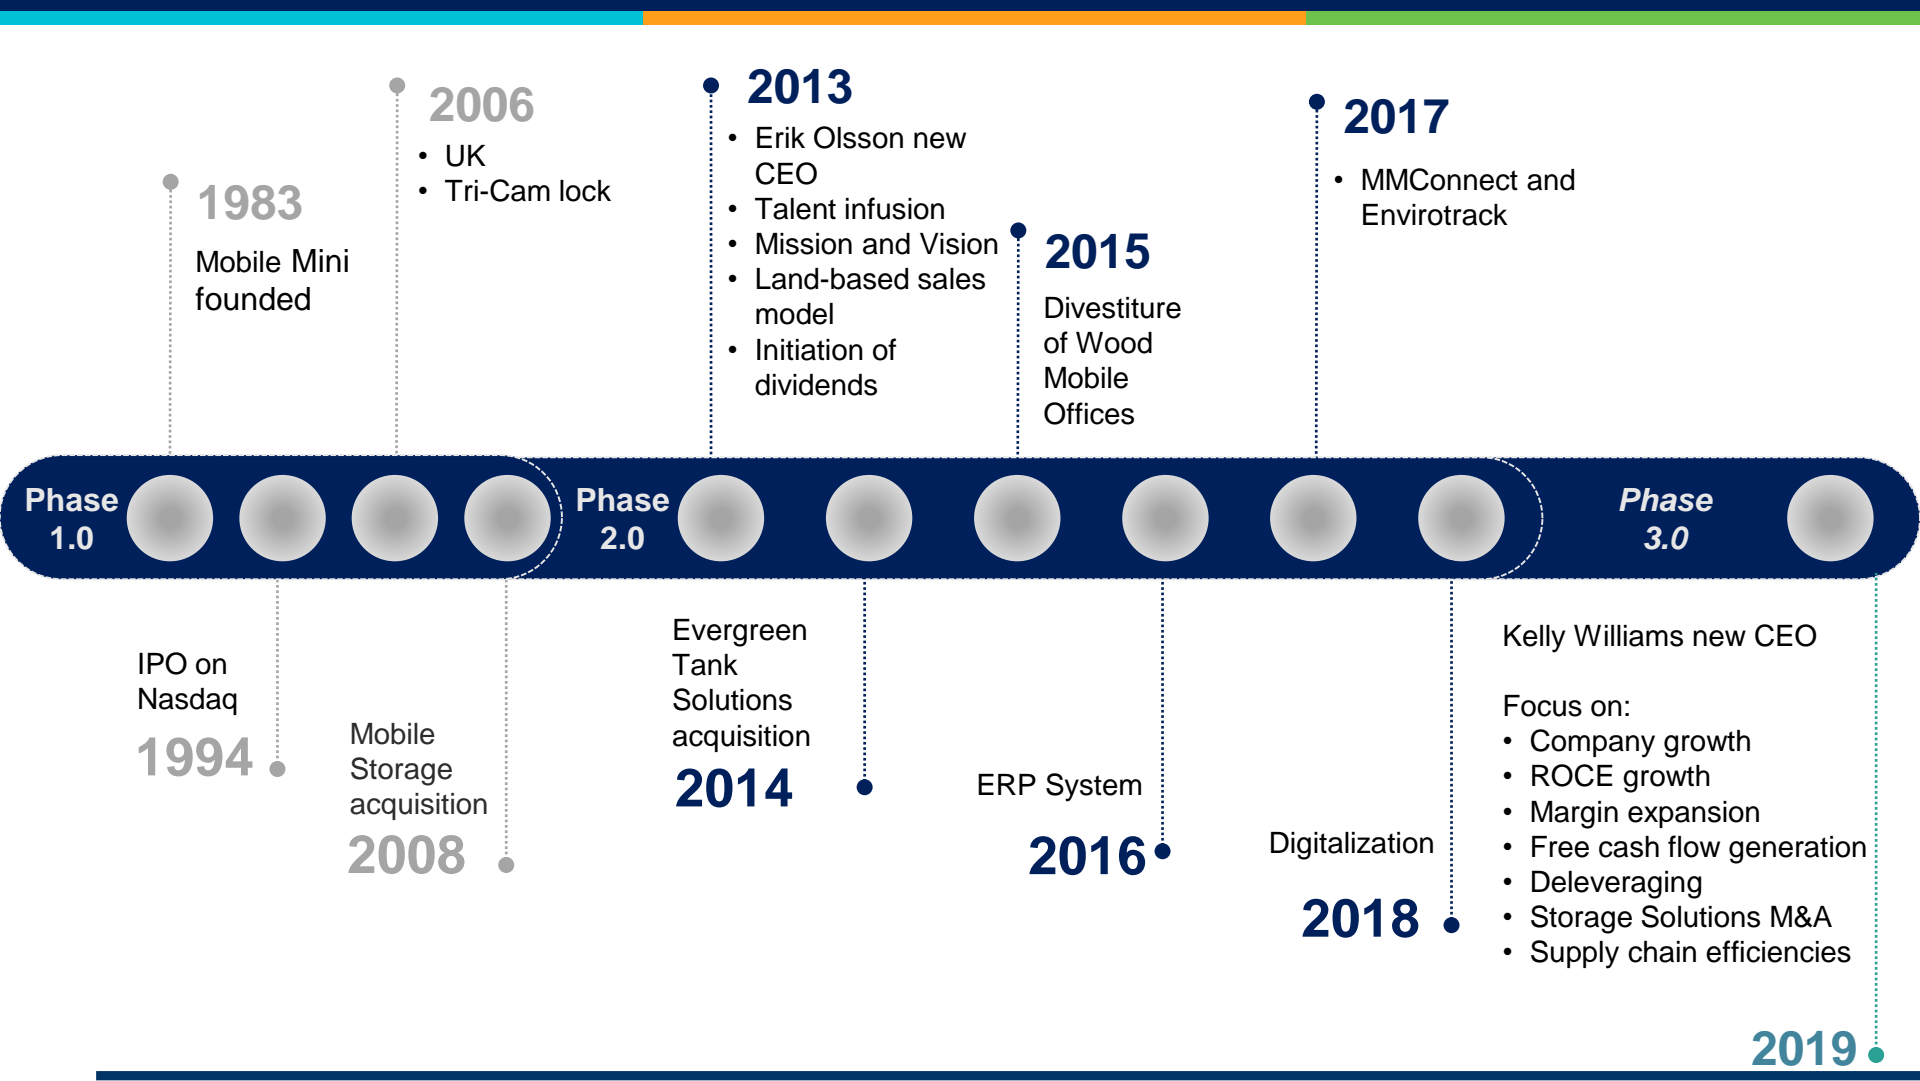 2006
• UK
• Tri-Cam lock
1983
Mobile Mini
founded
2013
• Erik Olsson new
CEO
• Talent infusion
• Mission and Vision
• Land-based sales
model
• Initiation of
dividends
2015
Divestiture
of Wood
Mobile
Offices
2017
• MMConnect and
Envirotrack
Phase
1.0
Phase
2.0
Phase
3.0
IPO on
Nasdaq
1994
Mobile
Storage
acquisition
2008
Evergreen
Tank
Solutions
acquisition
2014
ERP System
2016
Digitalization
2018
Kelly Williams new CEO
Focus on:
• Company growth
• ROCE growth
• Margin expansion
• Free cash flow generation
• Deleveraging
• Storage Solutions M&A
• Supply chain efficiencies
2019